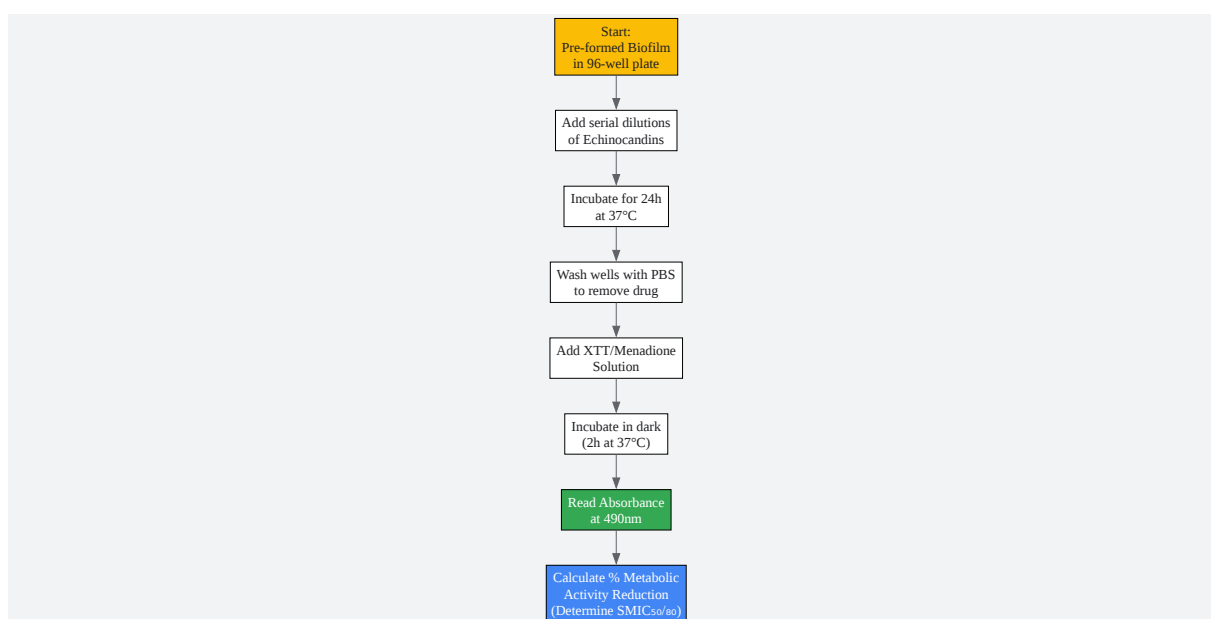 Start:
Pre-formed Biofilm
in 96-well plate
Add serial dilutions
of Echinocandins
Incubate for 24h
at 37°C
Wash wells with PBS
to remove drug
Add XTT/Menadione
Solution
Incubate in dark
(2h at 37°C)
Read Absorbance
at 490nm
Calculate % Metabolic
Activity Reduction
(Determine SMIC₅₀/₈₀)